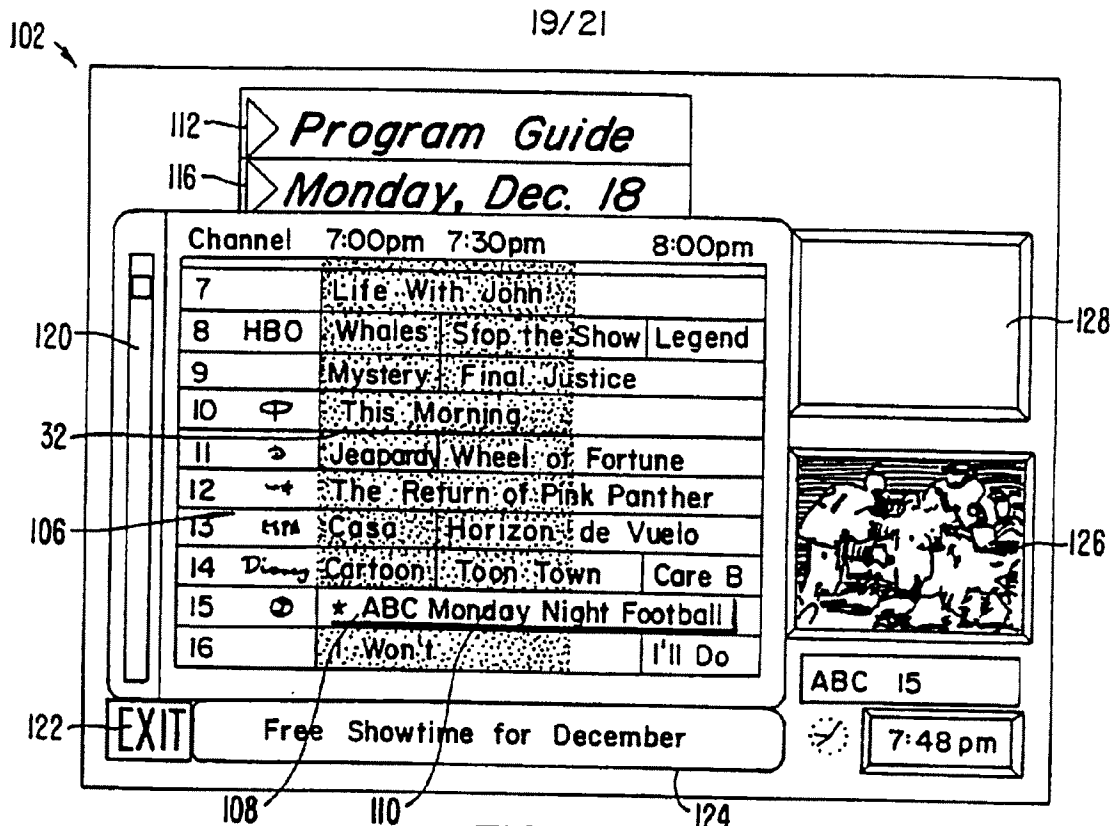 19/21
102
112
Program Guide
116
Monday, Dec. 18
Channel 7:00pm 7:30pm 8:00pm
7 Life With John
128
8 HBO Whales Stop the Show Legend
120
9 Mystery Final Justice
10 This Morning
32
11 Jeopardy Wheel of Fortune
12 The Return of Pink Panther
106
13 Casa Horizon de Vuelo
126
14 Disney Cartoon Toon Town Care B
15 * ABC Monday Night Football
16 I Won't I'll Do
ABC 15
122
EXIT
Free Showtime for December
7:48 pm
108 110 124